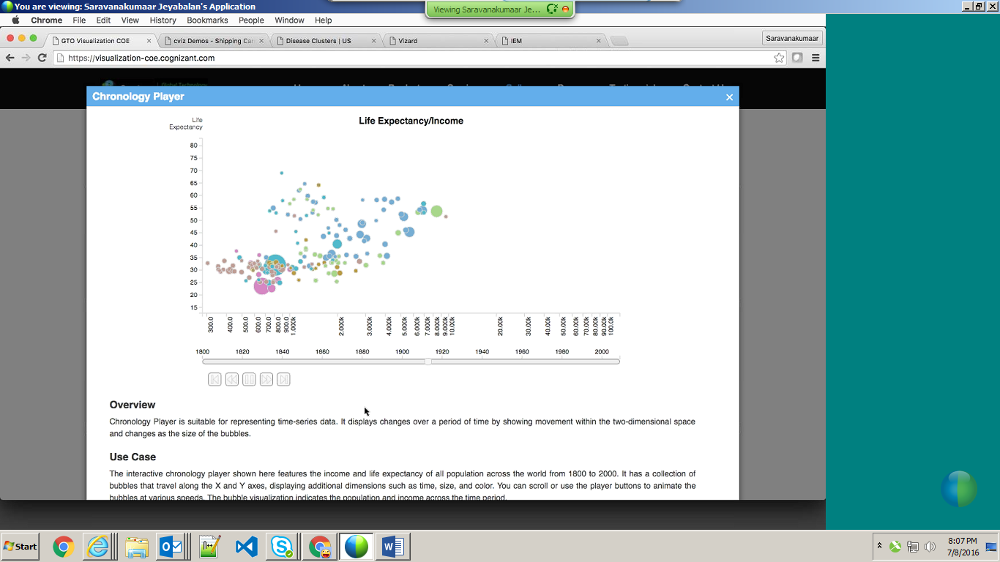 You are viewing: Saravanakumaar Jeyabalan's Application
Viewing Saravanakumaar Je...
Chrome File Edit View History Bookmarks People Window Help
GTO Visualization COE
cviz Demos - Shipping Car
Disease Clusters | US
Vizard
IEM
Saravanakumaar
https://visualization-coe.cognizant.com
Chronology Player
Life Expectancy/Income
Life
Expectancy
80
75
70
65
60
55
50
45
40
35
30
25
20
15
300.0 400.0 500.0 600.0 700.0 800.0 900.0 1.000k 2.000k 3.000k 4.000k 5.000k 6.000k 7.000k 8.000k 9.000k 10.00k 20.00k 30.00k 40.00k 50.00k 60.00k 70.00k 80.00k 90.00k 100.0k
1800 1820 1840 1860 1880 1900 1920 1940 1960 1980 2000
Overview
Chronology Player is suitable for representing time-series data. It displays changes over a period of time by showing movement within the two-dimensional space
and changes as the size of the bubbles.
Use Case
The interactive chronology player shown here features the income and life expectancy of all population across the world from 1800 to 2000. It has a collection of
bubbles that travel along the X and Y axes, displaying additional dimensions such as time, size, and color. You can scroll or use the player buttons to animate the
bubbles at various speeds. The bubble visualization indicates the population and income across the time period.
Start
8:07 PM
7/8/2016